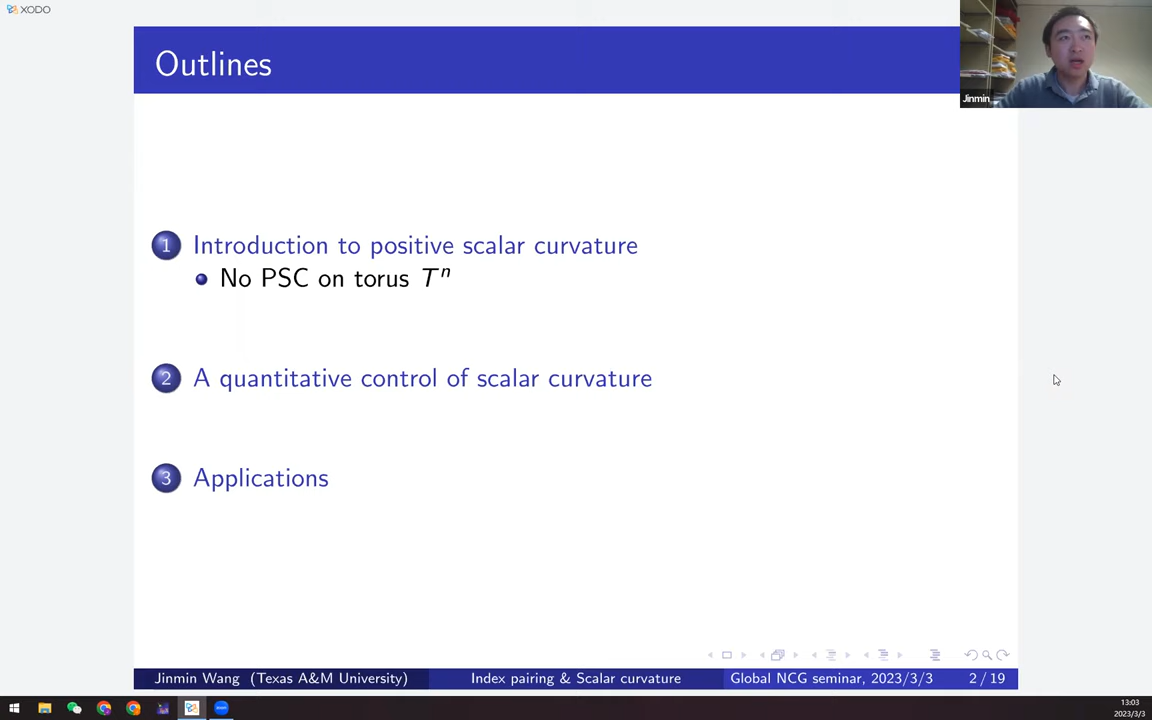 XODO
Outlines
Jinmin
1 Introduction to positive scalar curvature
No PSC on torus Tⁿ
2 A quantitative control of scalar curvature
3 Applications
Jinmin Wang (Texas A&M University) Index pairing & Scalar curvature Global NCG seminar, 2023/3/3 2 / 19
13:03
2023/3/3